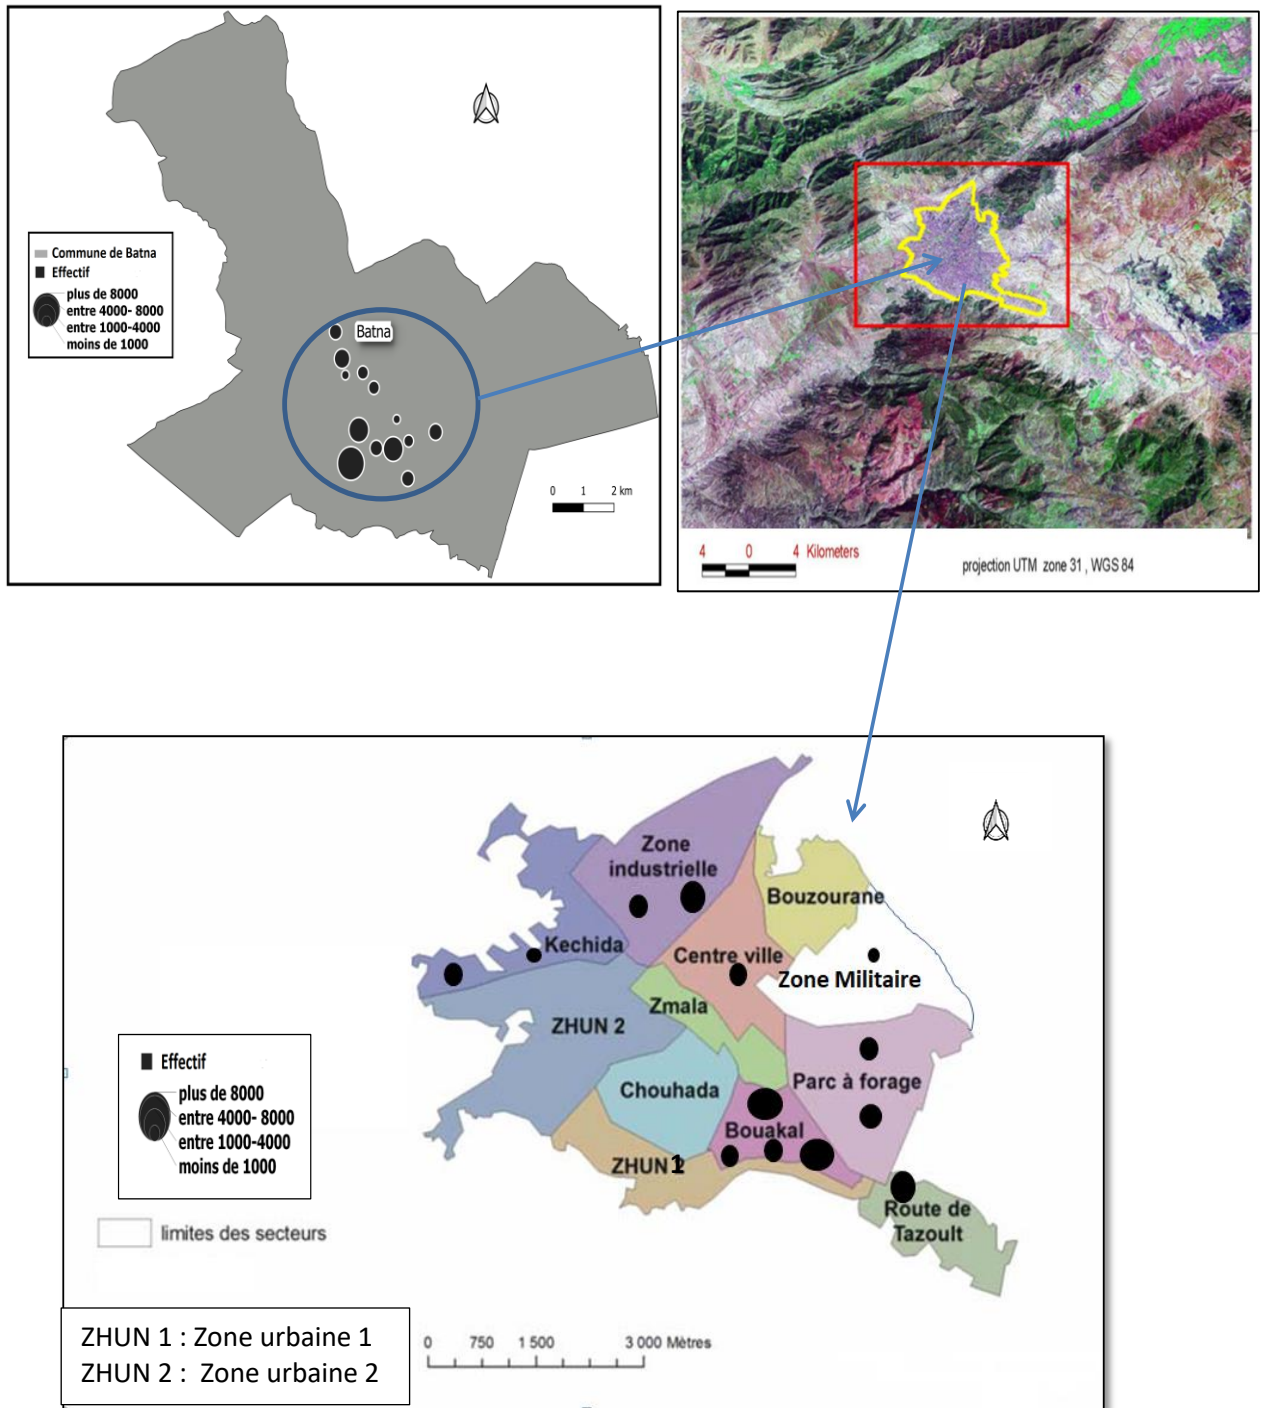 Commune de Batna
Effectif
plus de 8000
entre 4000- 8000
entre 1000-4000
moins de 1000
Batna
0 1 2 km
4 0 4 Kilometers
projection UTM zone 31 , WGS 84
Zone
industrielle
Bouzourane
Kechida
Centre ville
Zone Militaire
Zmala
ZHUN 2
Chouhada
Parc à forage
Bouakal
ZHUN 1
Route de
Tazoult
Effectif
plus de 8000
entre 4000- 8000
entre 1000-4000
moins de 1000
limites des secteurs
ZHUN 1 : Zone urbaine 1
ZHUN 2 : Zone urbaine 2
0 750 1 500 3 000 Mètres